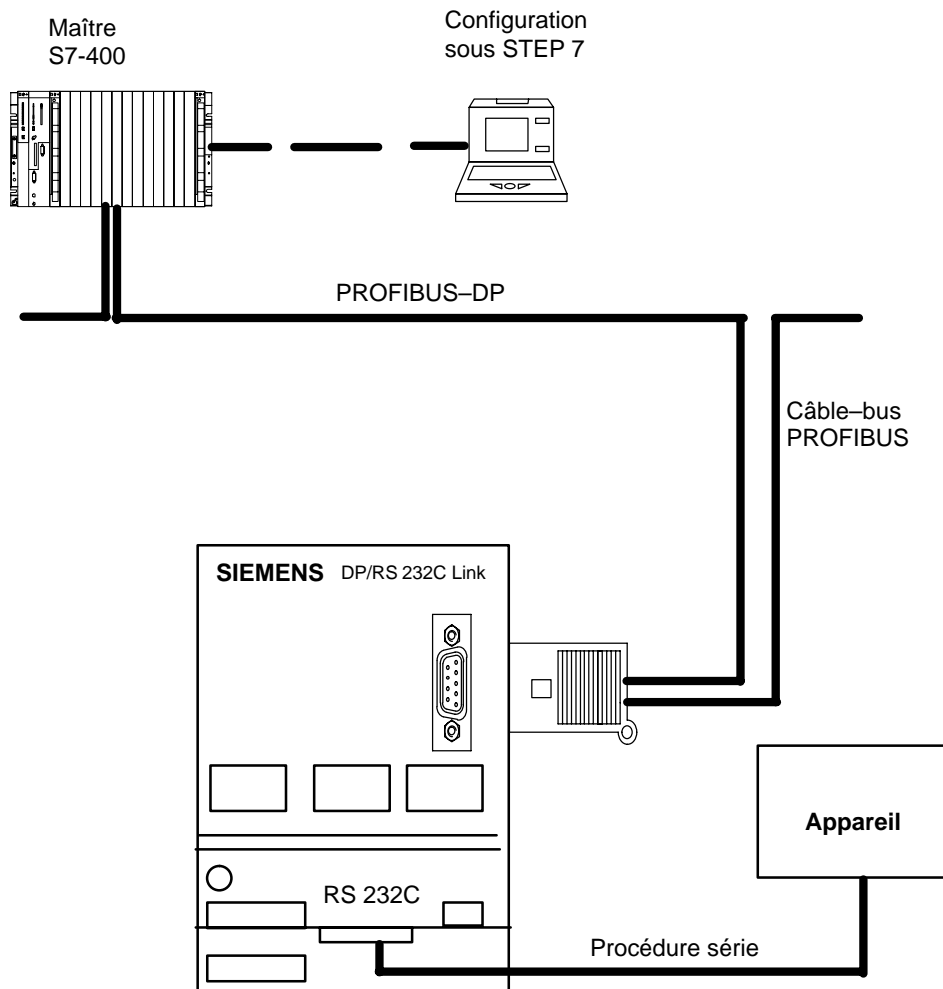 Maître
S7-400
Configuration
sous STEP 7
PROFIBUS–DP
Câble–bus
PROFIBUS
SIEMENS DP/RS 232C Link
Appareil
RS 232C
Procédure série